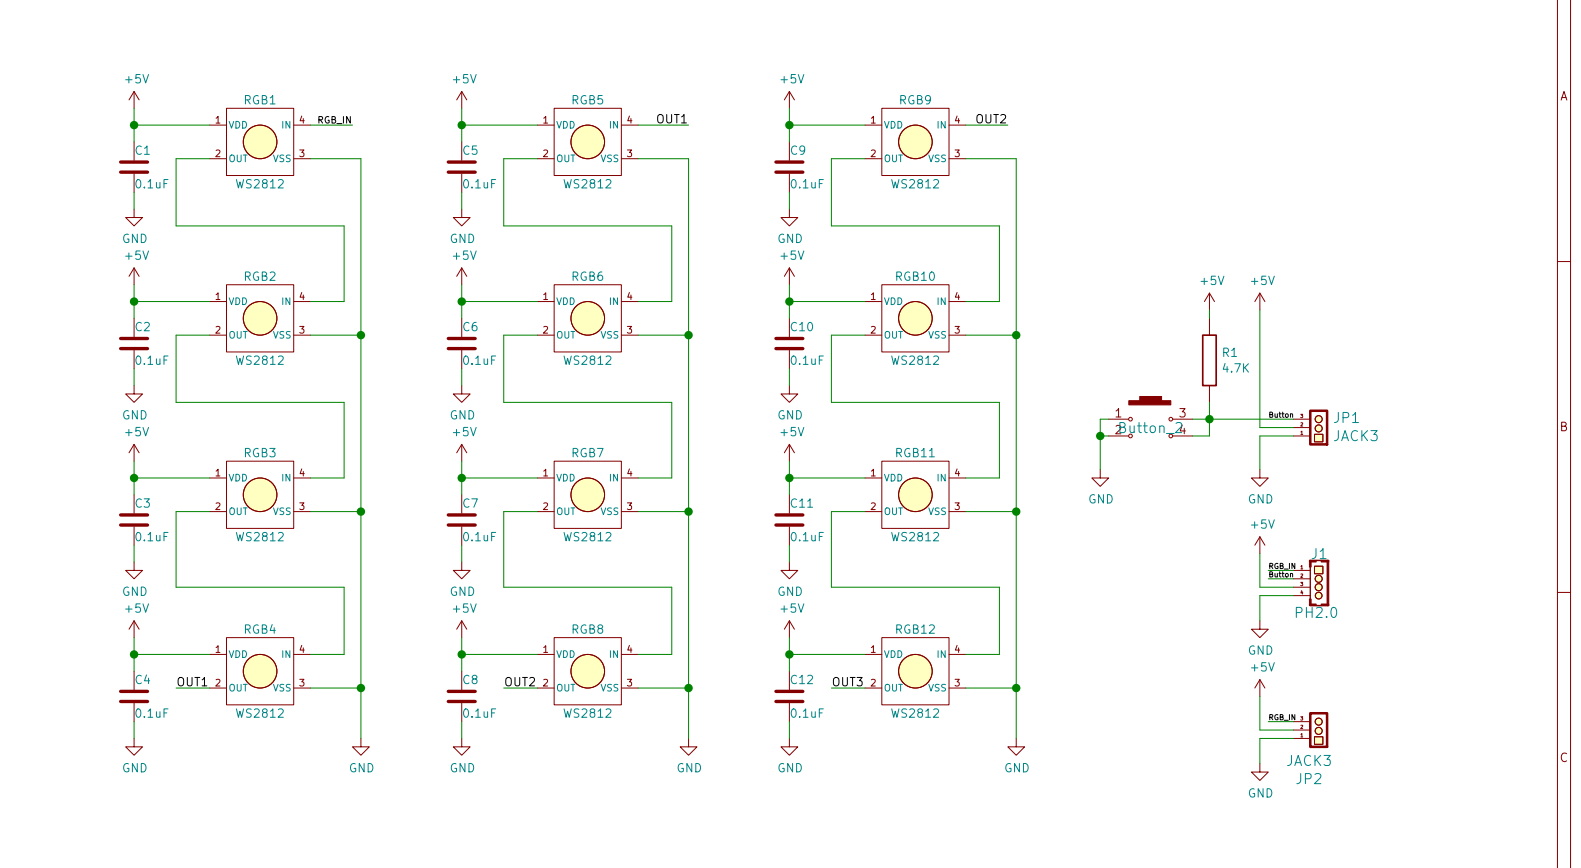 +5V +5V +5V
RGB1 RGB5 RGB9
A
1 VDD IN 4 RGB_IN 1 VDD IN 4 OUT1 1 VDD IN 4 OUT2
C1 C5 C9
2 OUT VSS 3 2 OUT VSS 3 2 OUT VSS 3
0.1uF WS2812 0.1uF WS2812 0.1uF WS2812
GND GND GND
+5V +5V +5V
RGB2 RGB6 RGB10
1 VDD IN 4 1 VDD IN 4 1 VDD IN 4
C2 C6 C10
2 OUT VSS 3 2 OUT VSS 3 2 OUT VSS 3
0.1uF WS2812 0.1uF WS2812 0.1uF WS2812
GND GND GND
+5V +5V +5V
RGB3 RGB7 RGB11
1 VDD IN 4 1 VDD IN 4 1 VDD IN 4
C3 C7 C11
2 OUT VSS 3 2 OUT VSS 3 2 OUT VSS 3
0.1uF WS2812 0.1uF WS2812 0.1uF WS2812
GND GND GND
+5V +5V +5V
RGB4 RGB8 RGB12
1 VDD IN 4 1 VDD IN 4 1 VDD IN 4
C4 C8 C12
OUT1 2 OUT VSS 3 OUT2 2 OUT VSS 3 OUT3 2 OUT VSS 3
0.1uF WS2812 0.1uF WS2812 0.1uF WS2812
GND GND GND GND GND GND
+5V +5V
R1
4.7K
1 3 Button 3 JP1
2 Button_2 4 2
1 JACK3
B
GND GND
+5V
J1
RGB_IN 1
Button 2
3
4
PH2.0
GND
+5V
RGB_IN 3
2
1
JACK3
JP2
GND
C